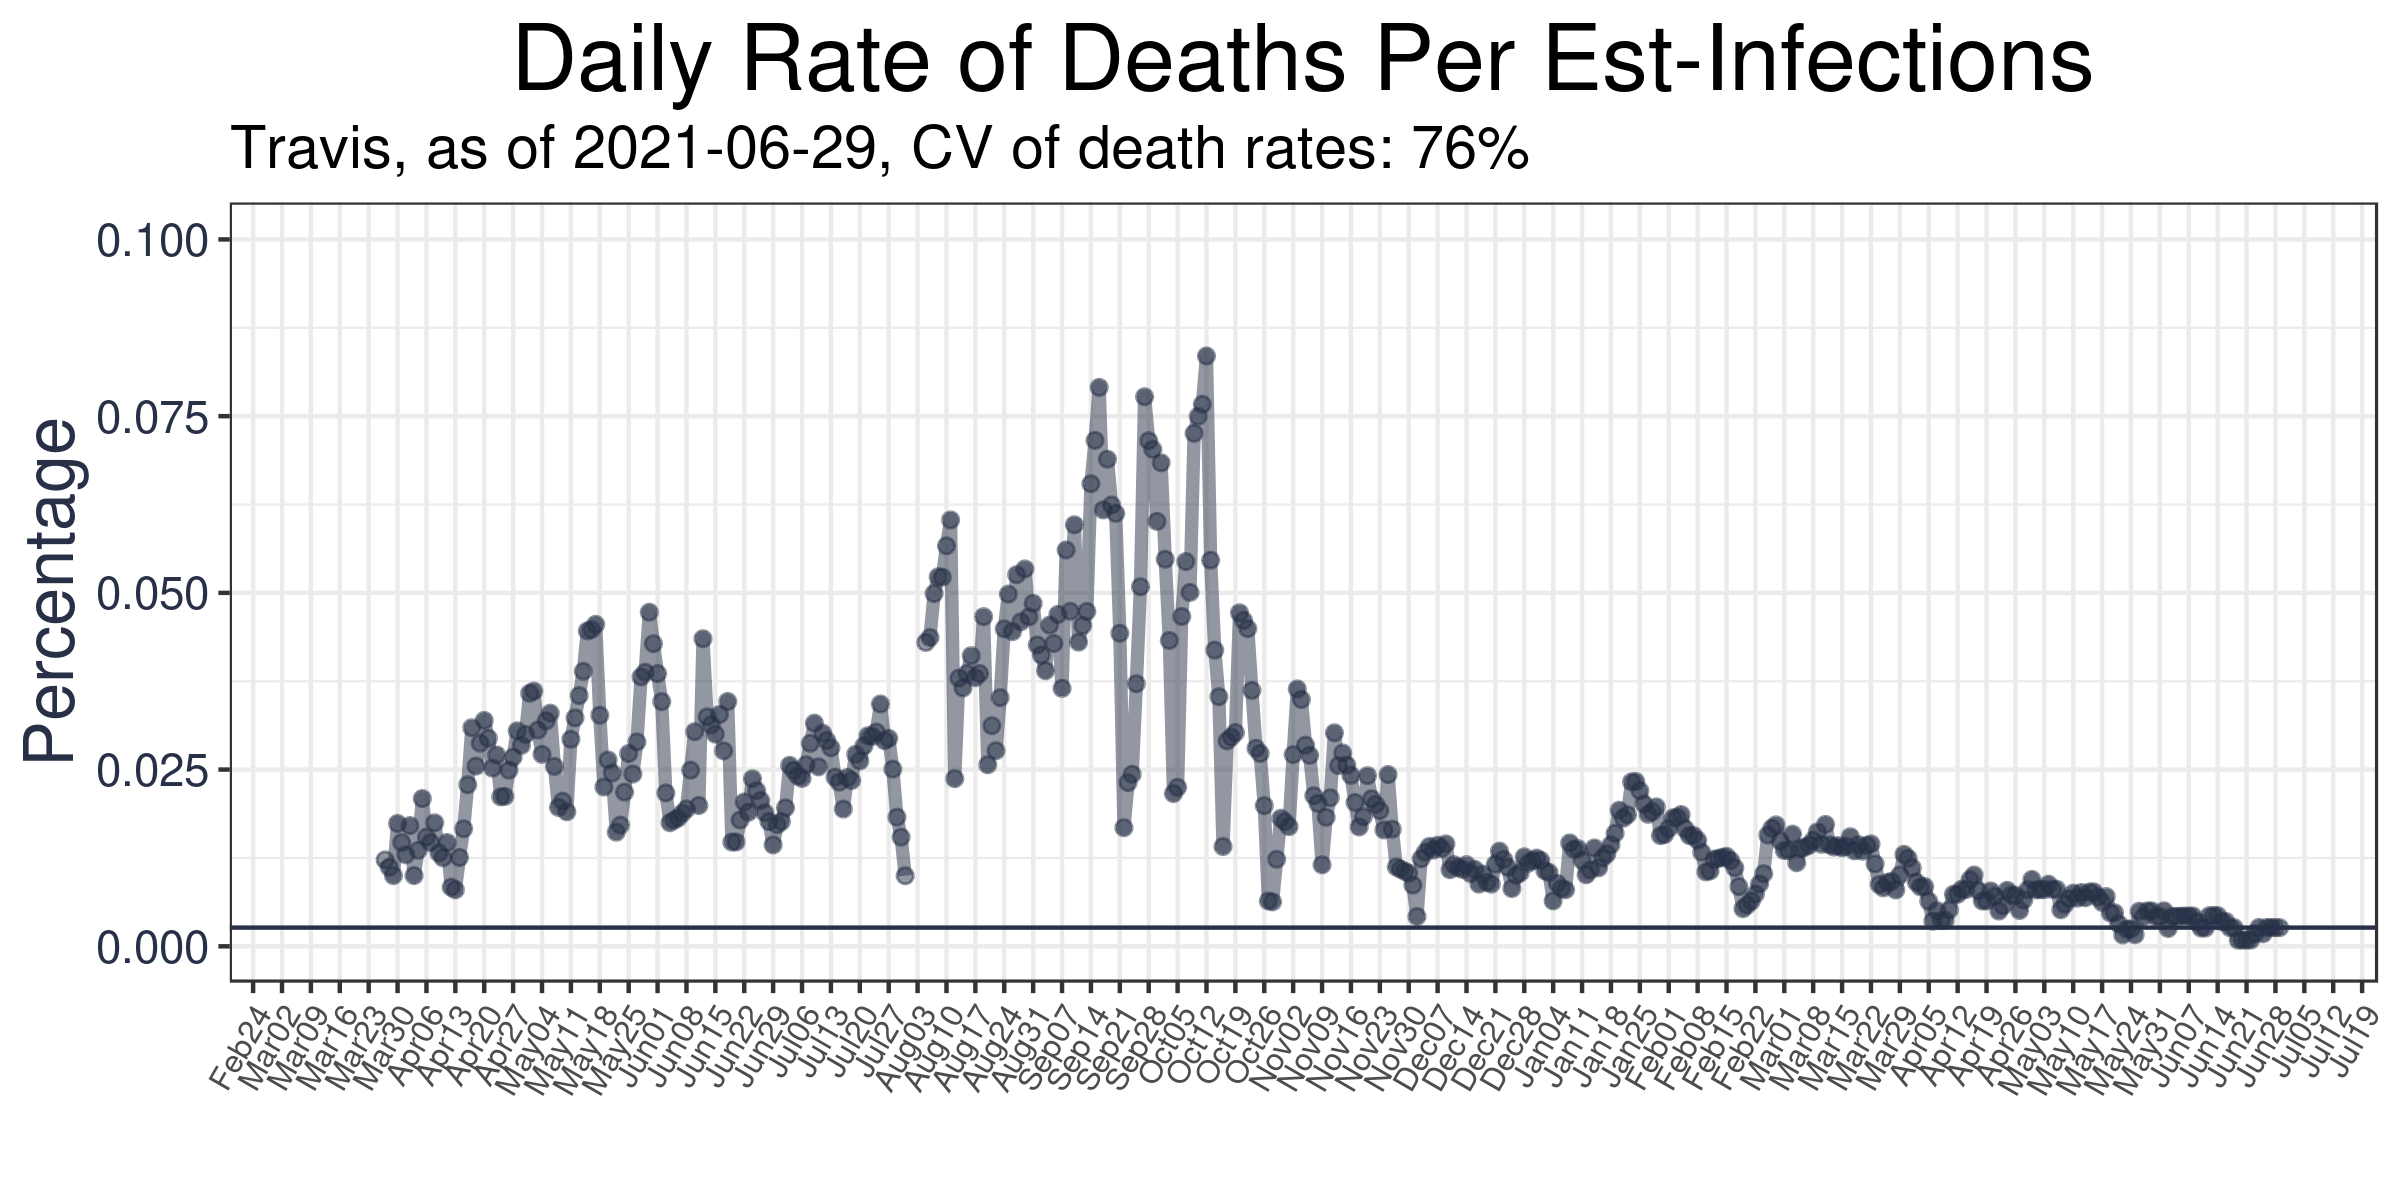 Daily Rate of Deaths Per Est-Infections
Travis, as of 2021-06-29, CV of death rates: 76%
Percentage
0.100
0.075
0.050
0.025
0.000
Feb24
Mar02
Mar09
Mar16
Mar23
Mar30
Apr06
Apr13
Apr20
Apr27
May04
May11
May18
May25
Jun01
Jun08
Jun15
Jun22
Jun29
Jul06
Jul13
Jul20
Jul27
Aug03
Aug10
Aug17
Aug24
Aug31
Sep07
Sep14
Sep21
Sep28
Oct05
Oct12
Oct19
Oct26
Nov02
Nov09
Nov16
Nov23
Nov30
Dec07
Dec14
Dec21
Dec28
Jan04
Jan11
Jan18
Jan25
Feb01
Feb08
Feb15
Feb22
Mar01
Mar08
Mar15
Mar22
Mar29
Apr05
Apr12
Apr19
Apr26
May03
May10
May17
May24
May31
Jun07
Jun14
Jun21
Jun28
Jul05
Jul12
Jul19